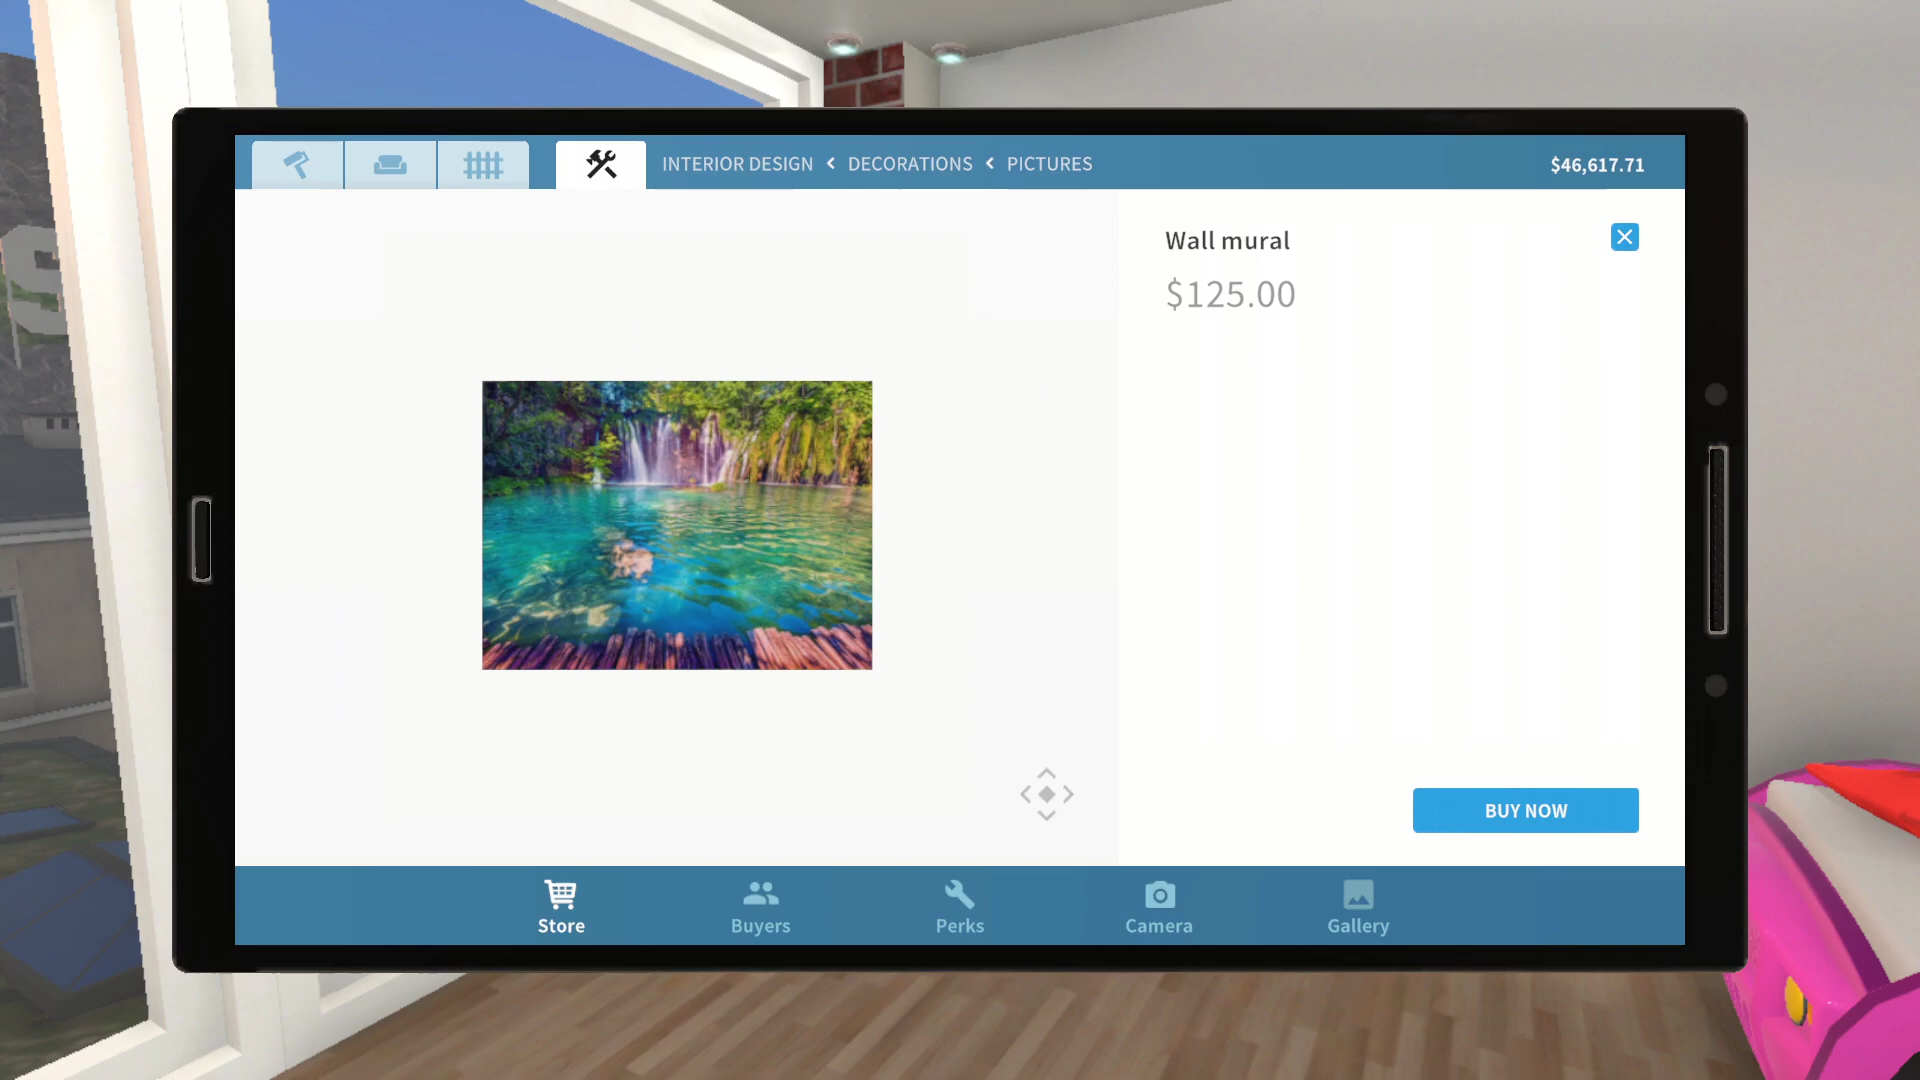 INTERIOR DESIGN < DECORATIONS < PICTURES
$46,617.71
Wall mural
$125.00
BUY NOW
Store
Buyers
Perks
Camera
Gallery